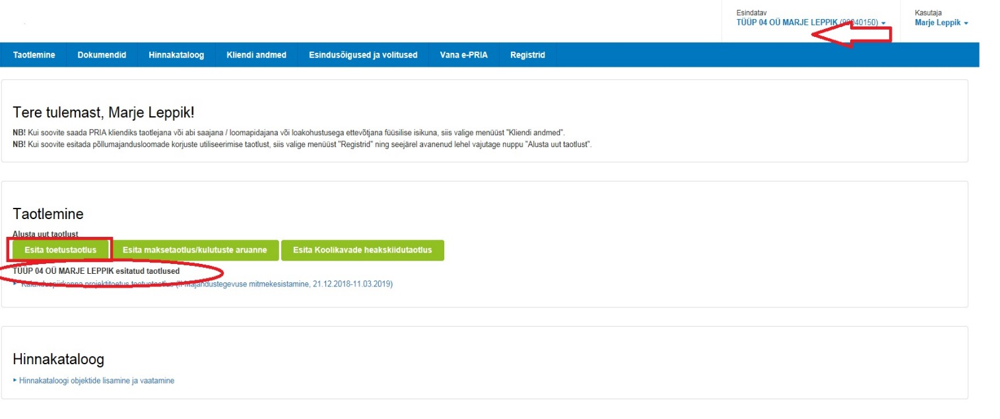 Esindatav
TÜÜP 04 OÜ MARJE LEPPIK
Kasutaja
Marje Leppik
Taotlemine Dokumendid Hinnakataloog Kliendi andmed Esindusõigused ja volitused Vana e-PRIA Registrid
Tere tulemast, Marje Leppik!
NB! Kui soovite saada PRIA kliendiks taotlejana või abi saajana / loomapidajana või loakohustusega ettevõtjana füüsilise isikuna, siis valige menüüst "Kliendi andmed".
NB! Kui soovite esitada põllumajandusloomade korjuste utiliseerimise taotlust, siis valige menüüst "Registrid" ning seejärel avanenud lehel vajutage nuppu "Alusta uut taotlust".
Taotlemine
Alusta uut taotlust
Esita toetustaotlus Esita maksetaotlus/kulutuste aruanne Esita Koolikavade heakskiidutaotlus
TÜÜP 04 OÜ MARJE LEPPIK esitatud taotlused
Kalanduspiirkonna projektitoetus toetustaotlus (II Majandustegevuse mitmekesistamine, 21.12.2018-11.03.2019)
Hinnakataloog
Hinnakataloogi objektide lisamine ja vaatamine